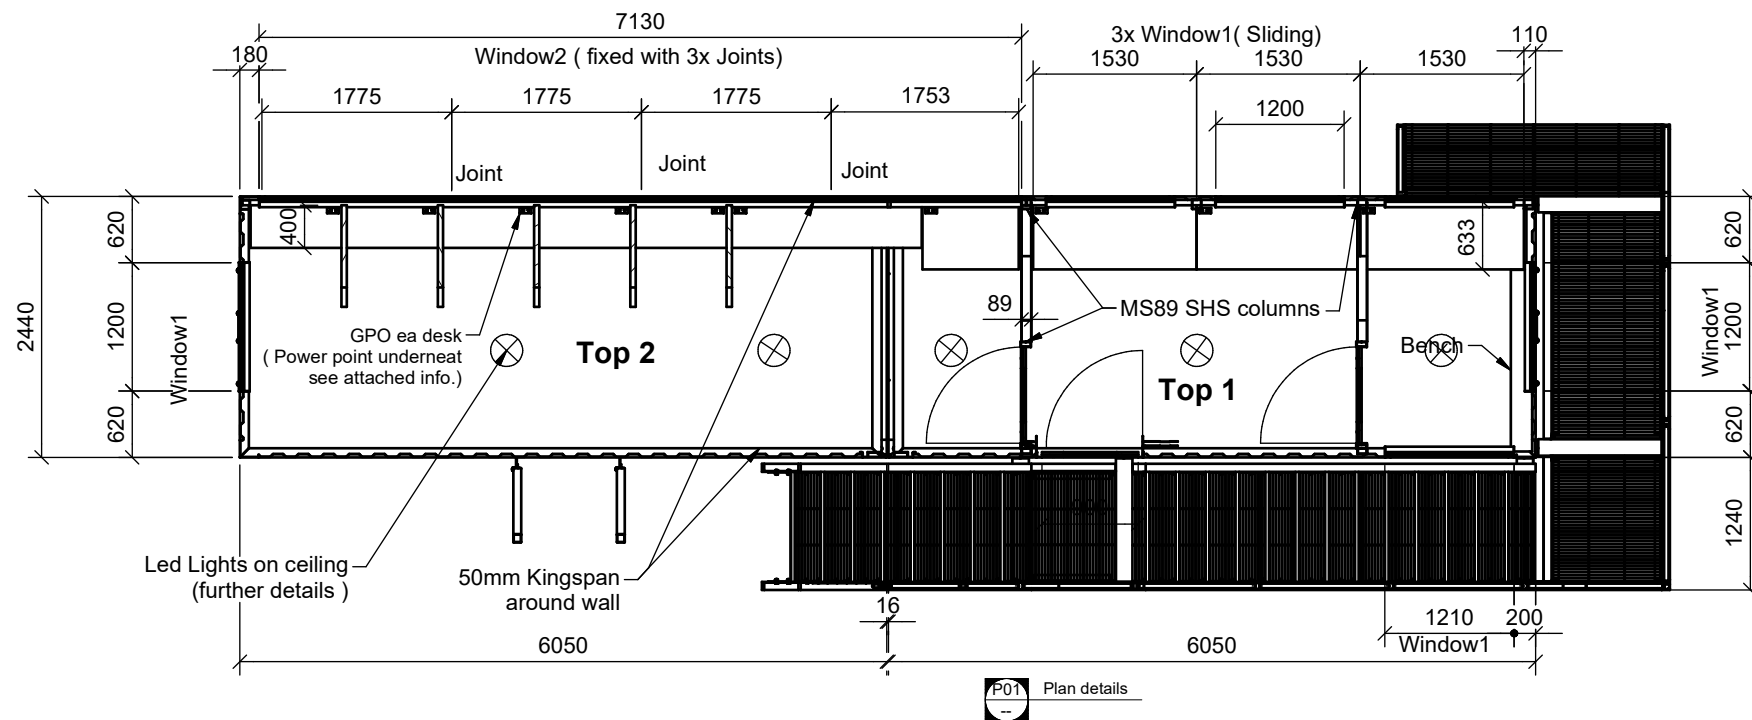 7130
3x Window1( Sliding)
110
180
Window2 ( fixed with 3x Joints)
1530
1530
1530
1775
1775
1775
1753
1200
Joint
Joint
Joint
400
633
620
620
2440
1200
Window1
89
MS89 SHS columns
GPO ea desk
( Power point underneat
see attached info.)
Top 2
Bench
Window1
1200
Top 1
620
620
1240
Led Lights on ceiling
(further details )
50mm Kingspan
around wall
16
1210
200
Window1
6050
6050
P01
Plan details
--